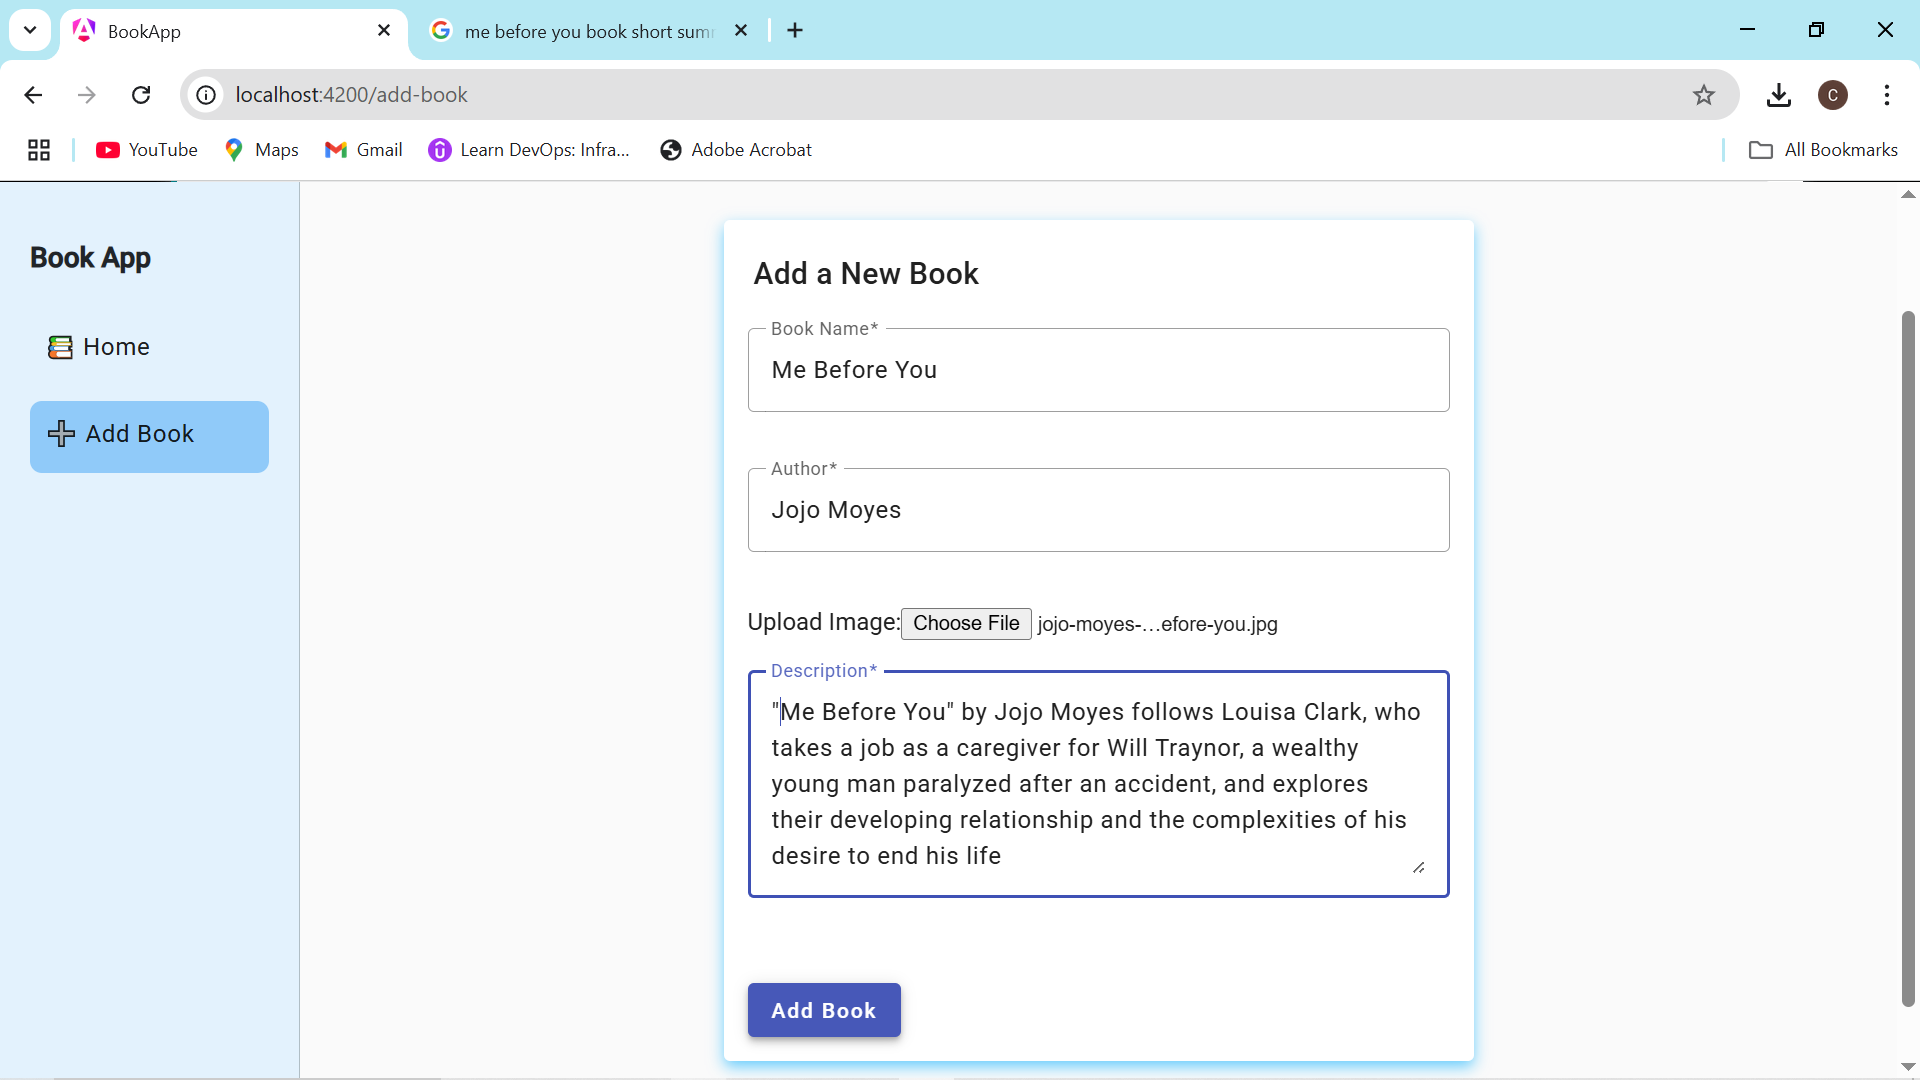 BookApp
me before you book short sum
localhost:4200/add-book
C
YouTube
Maps
Gmail
Learn DevOps: Infra...
Adobe Acrobat
All Bookmarks
Book App
Home
Add Book
Add a New Book
Book Name*
Me Before You
Author*
Jojo Moyes
Upload Image: Choose File jojo-moyes-...efore-you.jpg
Description*
"Me Before You" by Jojo Moyes follows Louisa Clark, who
takes a job as a caregiver for Will Traynor, a wealthy
young man paralyzed after an accident, and explores
their developing relationship and the complexities of his
desire to end his life
Add Book